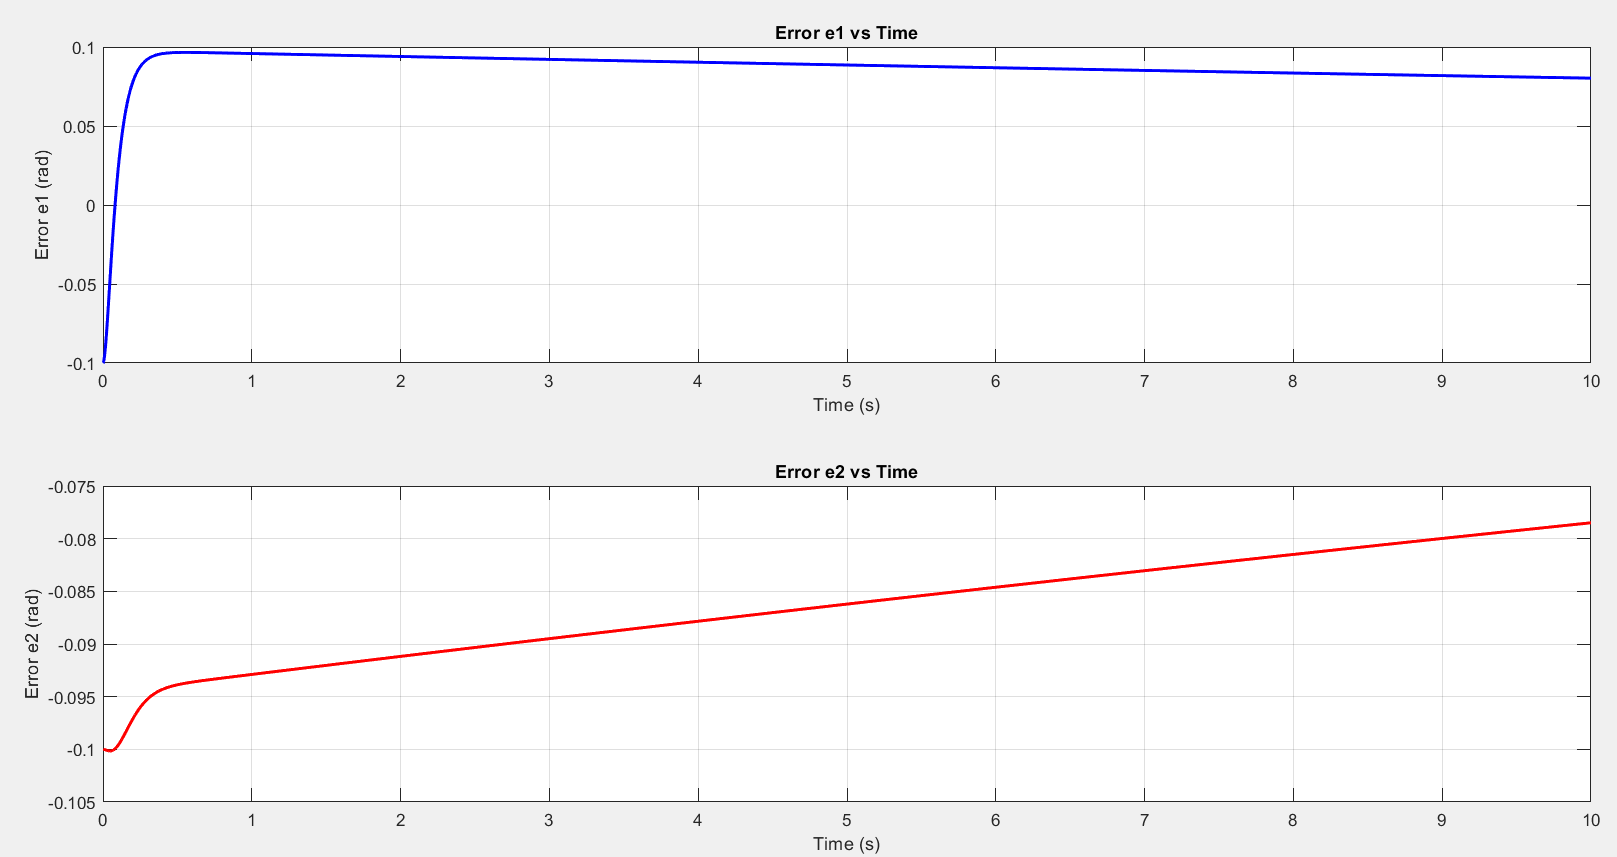 Error e1 vs Time
0.1
0.05
0
-0.05
-0.1
Error e1 (rad)
0 1 2 3 4 5 6 7 8 9 10
Time (s)
Error e2 vs Time
-0.075
-0.08
-0.085
-0.09
-0.095
-0.1
-0.105
Error e2 (rad)
0 1 2 3 4 5 6 7 8 9 10
Time (s)